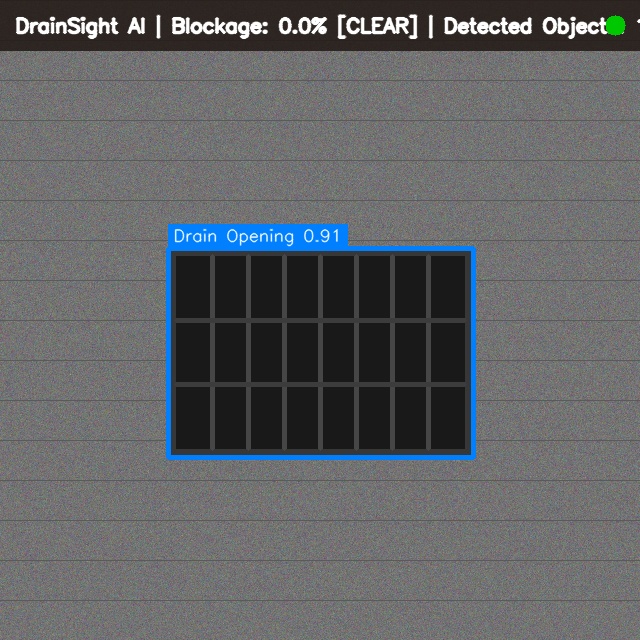 DrainSight AI | Blockage: 0.0% [CLEAR] | Detected Object
Drain Opening 0.91